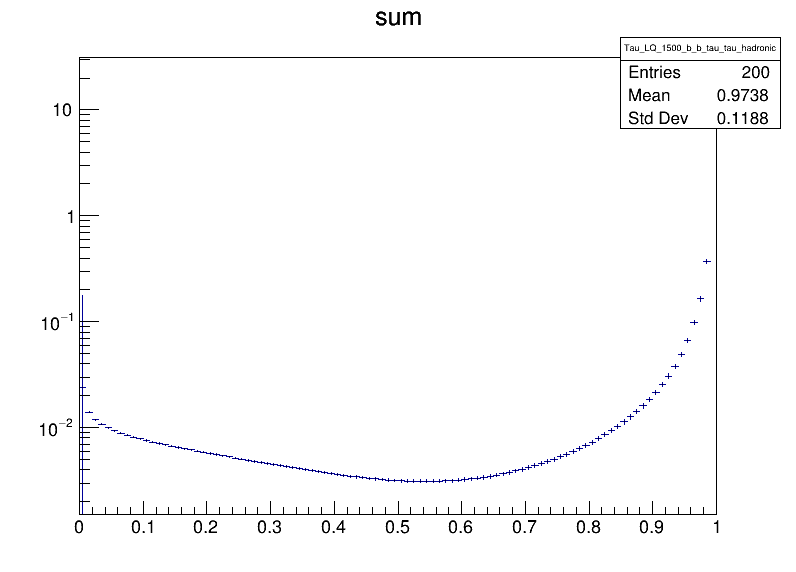 sum
Tau_LQ_1500_b_b_tau_tau_hadronic
Entries 200
Mean 0.9738
Std Dev 0.1188
10
1
10−1
10−2
0 0.1 0.2 0.3 0.4 0.5 0.6 0.7 0.8 0.9 1